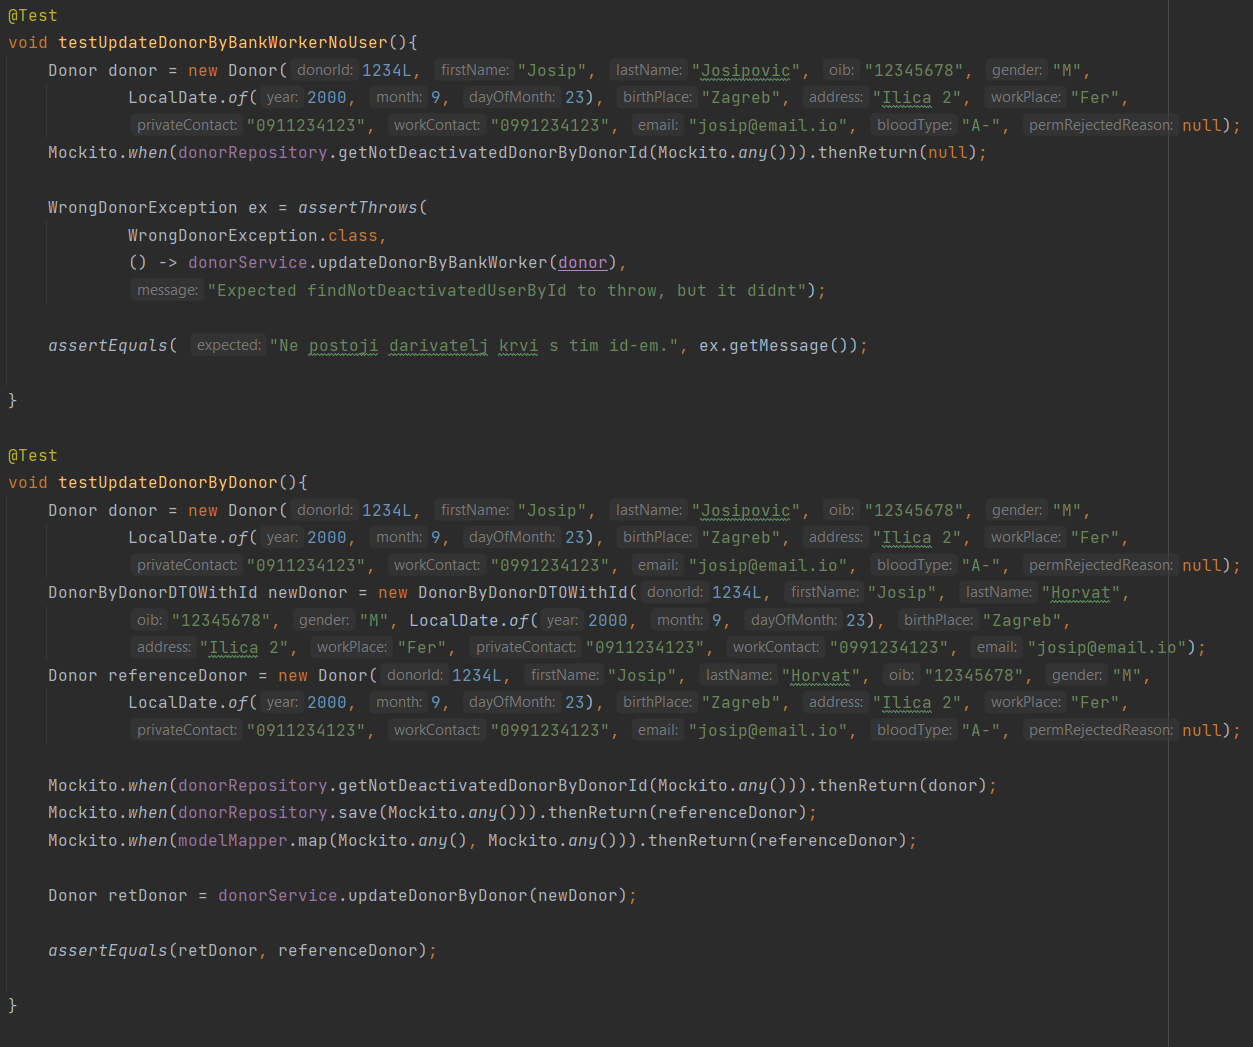 @Test
void testUpdateDonorByBankWorkerNoUser(){
Donor donor = new Donor( donorId: 1234L, firstName: "Josip", lastName: "Josipovic", oib: "12345678", gender: "M",
LocalDate.of( year: 2000, month: 9, dayOfMonth: 23), birthPlace: "Zagreb", address: "Ilica 2", workPlace: "Fer",
privateContact: "0911234123", workContact: "0991234123", email: "josip@email.io", bloodType: "A-", permRejectedReason: null);
Mockito.when(donorRepository.getNotDeactivatedDonorByDonorId(Mockito.any())).thenReturn(null);
WrongDonorException ex = assertThrows(
WrongDonorException.class,
() -> donorService.updateDonorByBankWorker(donor),
message: "Expected findNotDeactivatedUserById to throw, but it didnt");
assertEquals( expected: "Ne postoji darivatelj krvi s tim id-em.", ex.getMessage());
}
@Test
void testUpdateDonorByDonor(){
Donor donor = new Donor( donorId: 1234L, firstName: "Josip", lastName: "Josipovic", oib: "12345678", gender: "M",
LocalDate.of( year: 2000, month: 9, dayOfMonth: 23), birthPlace: "Zagreb", address: "Ilica 2", workPlace: "Fer",
privateContact: "0911234123", workContact: "0991234123", email: "josip@email.io", bloodType: "A-", permRejectedReason: null);
DonorByDonorDTOWithId newDonor = new DonorByDonorDTOWithId( donorId: 1234L, firstName: "Josip", lastName: "Horvat",
oib: "12345678", gender: "M", LocalDate.of( year: 2000, month: 9, dayOfMonth: 23), birthPlace: "Zagreb",
address: "Ilica 2", workPlace: "Fer", privateContact: "0911234123", workContact: "0991234123", email: "josip@email.io");
Donor referenceDonor = new Donor( donorId: 1234L, firstName: "Josip", lastName: "Horvat", oib: "12345678", gender: "M",
LocalDate.of( year: 2000, month: 9, dayOfMonth: 23), birthPlace: "Zagreb", address: "Ilica 2", workPlace: "Fer",
privateContact: "0911234123", workContact: "0991234123", email: "josip@email.io", bloodType: "A-", permRejectedReason: null);
Mockito.when(donorRepository.getNotDeactivatedDonorByDonorId(Mockito.any())).thenReturn(donor);
Mockito.when(donorRepository.save(Mockito.any())).thenReturn(referenceDonor);
Mockito.when(modelMapper.map(Mockito.any(), Mockito.any())).thenReturn(referenceDonor);
Donor retDonor = donorService.updateDonorByDonor(newDonor);
assertEquals(retDonor, referenceDonor);
}